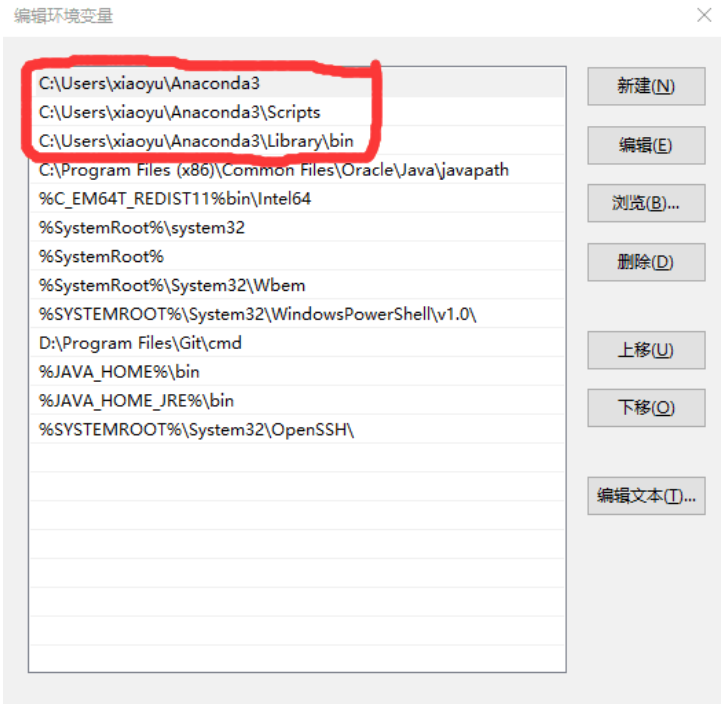 编辑环境变量
C:\Users\xiaoyu\Anaconda3
C:\Users\xiaoyu\Anaconda3\Scripts
C:\Users\xiaoyu\Anaconda3\Library\bin
C:\Program Files (x86)\Common Files\Oracle\Java\javapath
%C_EM64T_REDIST11%bin\Intel64
%SystemRoot%\system32
%SystemRoot%
%SystemRoot%\System32\Wbem
%SYSTEMROOT%\System32\WindowsPowerShell\v1.0\
D:\Program Files\Git\cmd
%JAVA_HOME%\bin
%JAVA_HOME_JRE%\bin
%SYSTEMROOT%\System32\OpenSSH\
新建(N)
编辑(E)
浏览(B)...
删除(D)
上移(U)
下移(O)
编辑文本(T)...